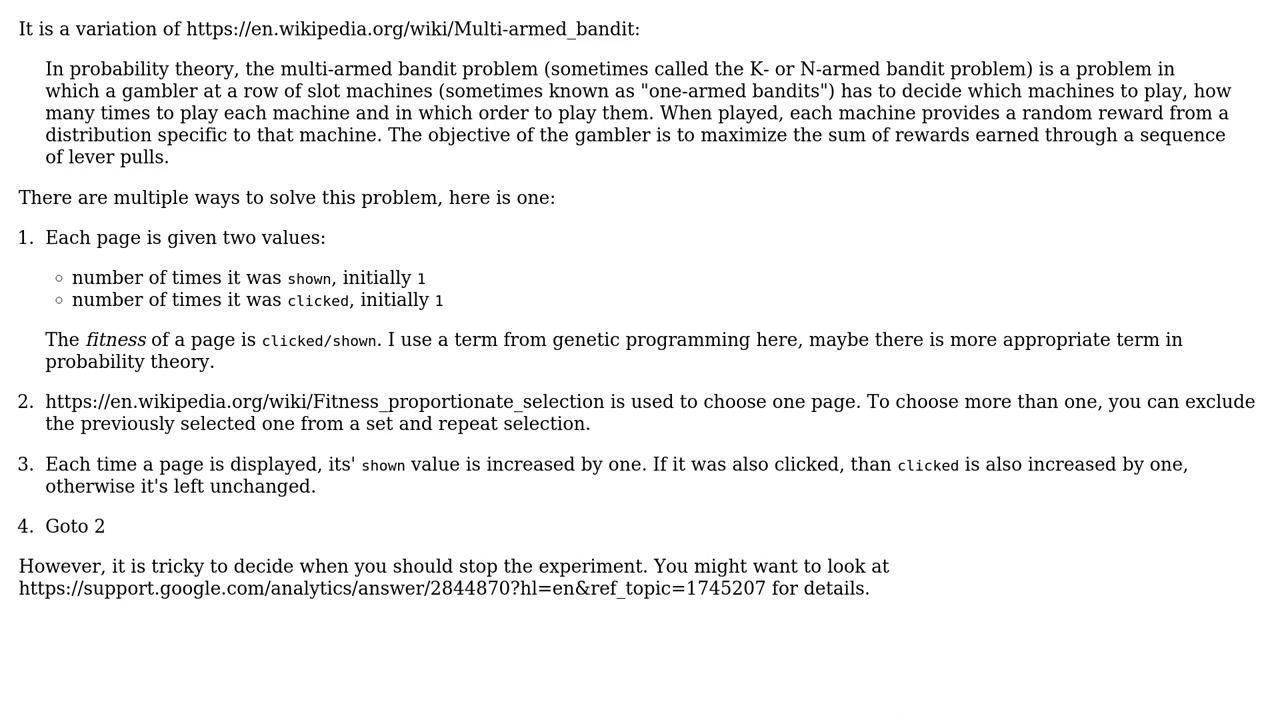 It is a variation of https://en.wikipedia.org/wiki/Multi-armed_bandit:
In probability theory, the multi-armed bandit problem (sometimes called the K- or N-armed bandit problem) is a problem in
which a gambler at a row of slot machines (sometimes known as "one-armed bandits") has to decide which machines to play, how
many times to play each machine and in which order to play them. When played, each machine provides a random reward from a
distribution specific to that machine. The objective of the gambler is to maximize the sum of rewards earned through a sequence
of lever pulls.
There are multiple ways to solve this problem, here is one:
1. Each page is given two values:
◦ number of times it was shown, initially 1
◦ number of times it was clicked, initially 1
The fitness of a page is clicked/shown. I use a term from genetic programming here, maybe there is more appropriate term in
probability theory.
2. https://en.wikipedia.org/wiki/Fitness_proportionate_selection is used to choose one page. To choose more than one, you can exclude
the previously selected one from a set and repeat selection.
3. Each time a page is displayed, its' shown value is increased by one. If it was also clicked, than clicked is also increased by one,
otherwise it's left unchanged.
4. Goto 2
However, it is tricky to decide when you should stop the experiment. You might want to look at
https://support.google.com/analytics/answer/2844870?hl=en&ref_topic=1745207 for details.